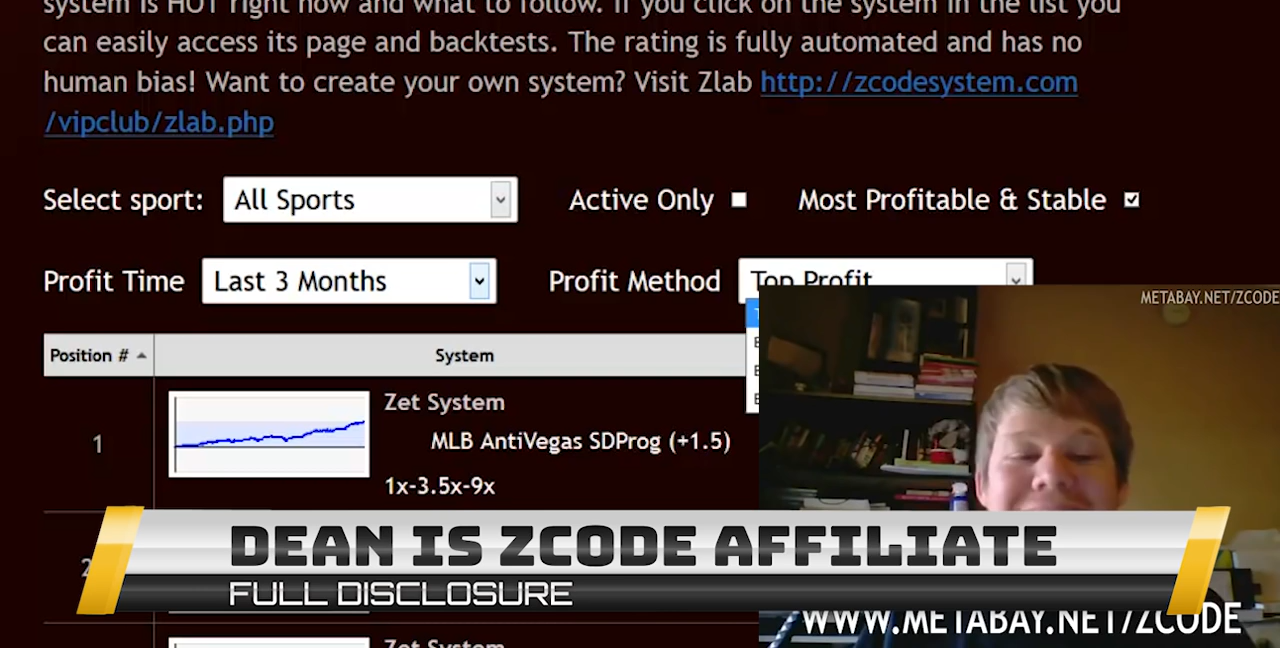 system is HOT right now and what to follow. If you click on the system in the list you
can easily access its page and backtests. The rating is fully automated and has no
human bias! Want to create your own system? Visit Zlab http://zcodesystem.com
/vipclub/zlab.php
Select sport: All Sports Active Only Most Profitable & Stable
Profit Time Last 3 Months Profit Method Top Profit
METABAY.NET/ZCODE
Position # System
1 Zet System
MLB AntiVegas SDProg (+1.5)
1x-3.5x-9x
DEAN IS ZCODE AFFILIATE
2
FULL DISCLOSURE
WWW.METABAY.NET/ZCODE
Zet System